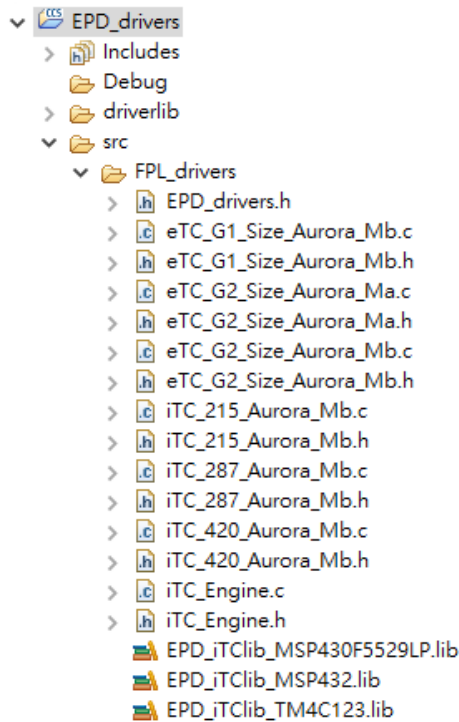 EPD_drivers
Includes
Debug
driverlib
src
FPL_drivers
EPD_drivers.h
eTC_G1_Size_Aurora_Mb.c
eTC_G1_Size_Aurora_Mb.h
eTC_G2_Size_Aurora_Ma.c
eTC_G2_Size_Aurora_Ma.h
eTC_G2_Size_Aurora_Mb.c
eTC_G2_Size_Aurora_Mb.h
iTC_215_Aurora_Mb.c
iTC_215_Aurora_Mb.h
iTC_287_Aurora_Mb.c
iTC_287_Aurora_Mb.h
iTC_420_Aurora_Mb.c
iTC_420_Aurora_Mb.h
iTC_Engine.c
iTC_Engine.h
EPD_iTClib_MSP430F5529LP.lib
EPD_iTClib_MSP432.lib
EPD_iTClib_TM4C123.lib